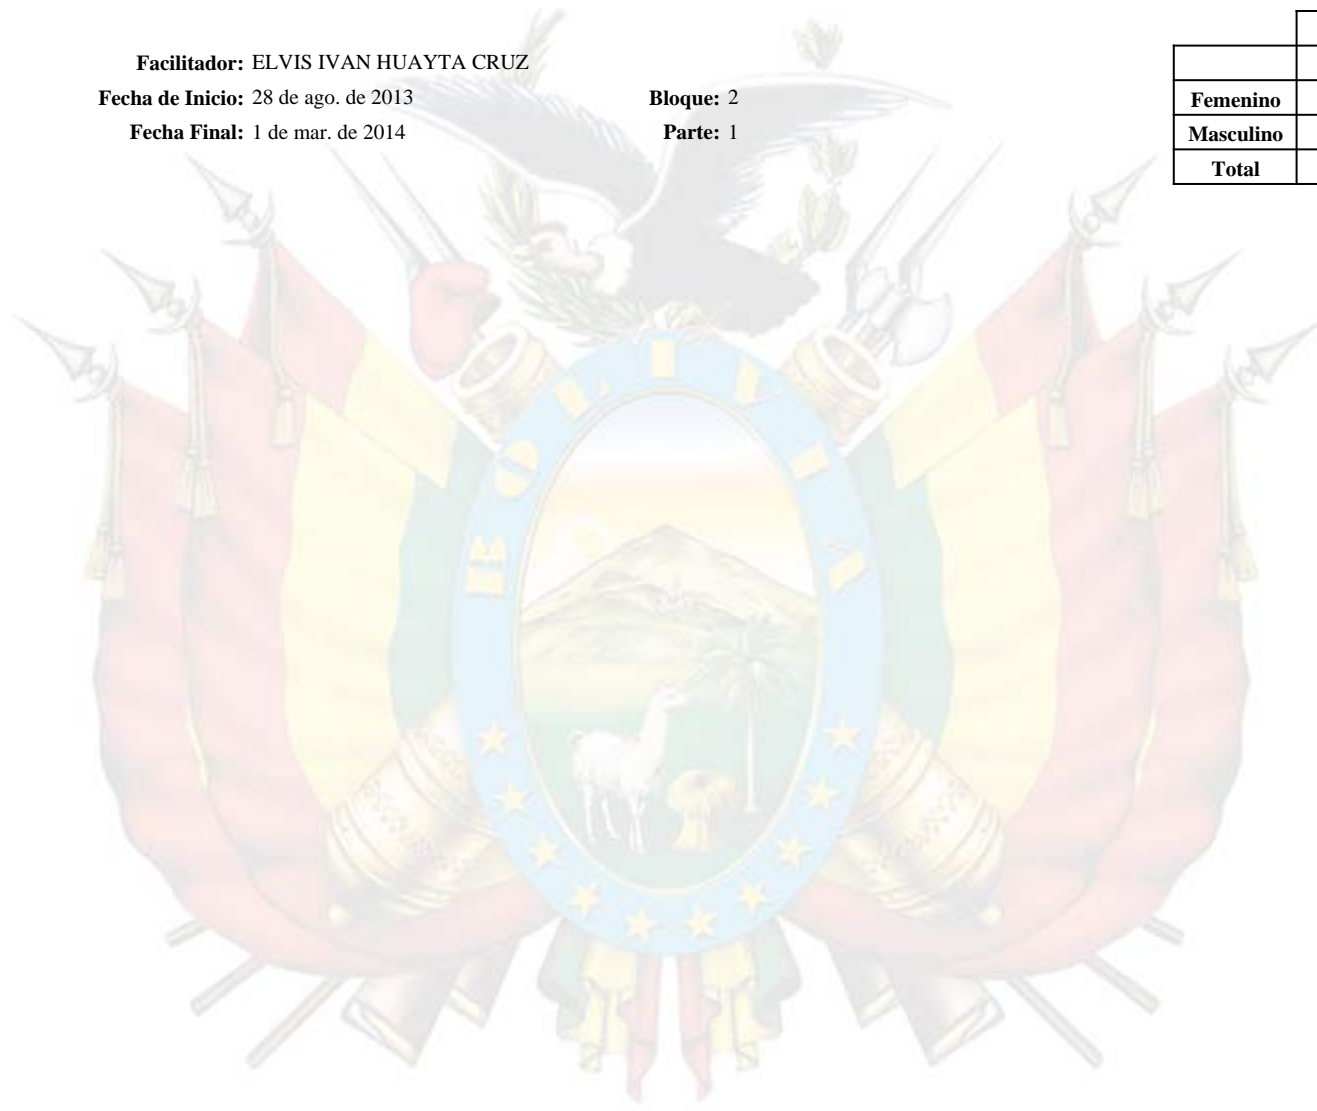 Facilitador: ELVIS IVAN HUAYTA CRUZ
Fecha de Inicio: 28 de ago. de 2013 Bloque: 2
Fecha Final: 1 de mar. de 2014 Parte: 1
Femenino
Masculino
Total
BOLIVIA